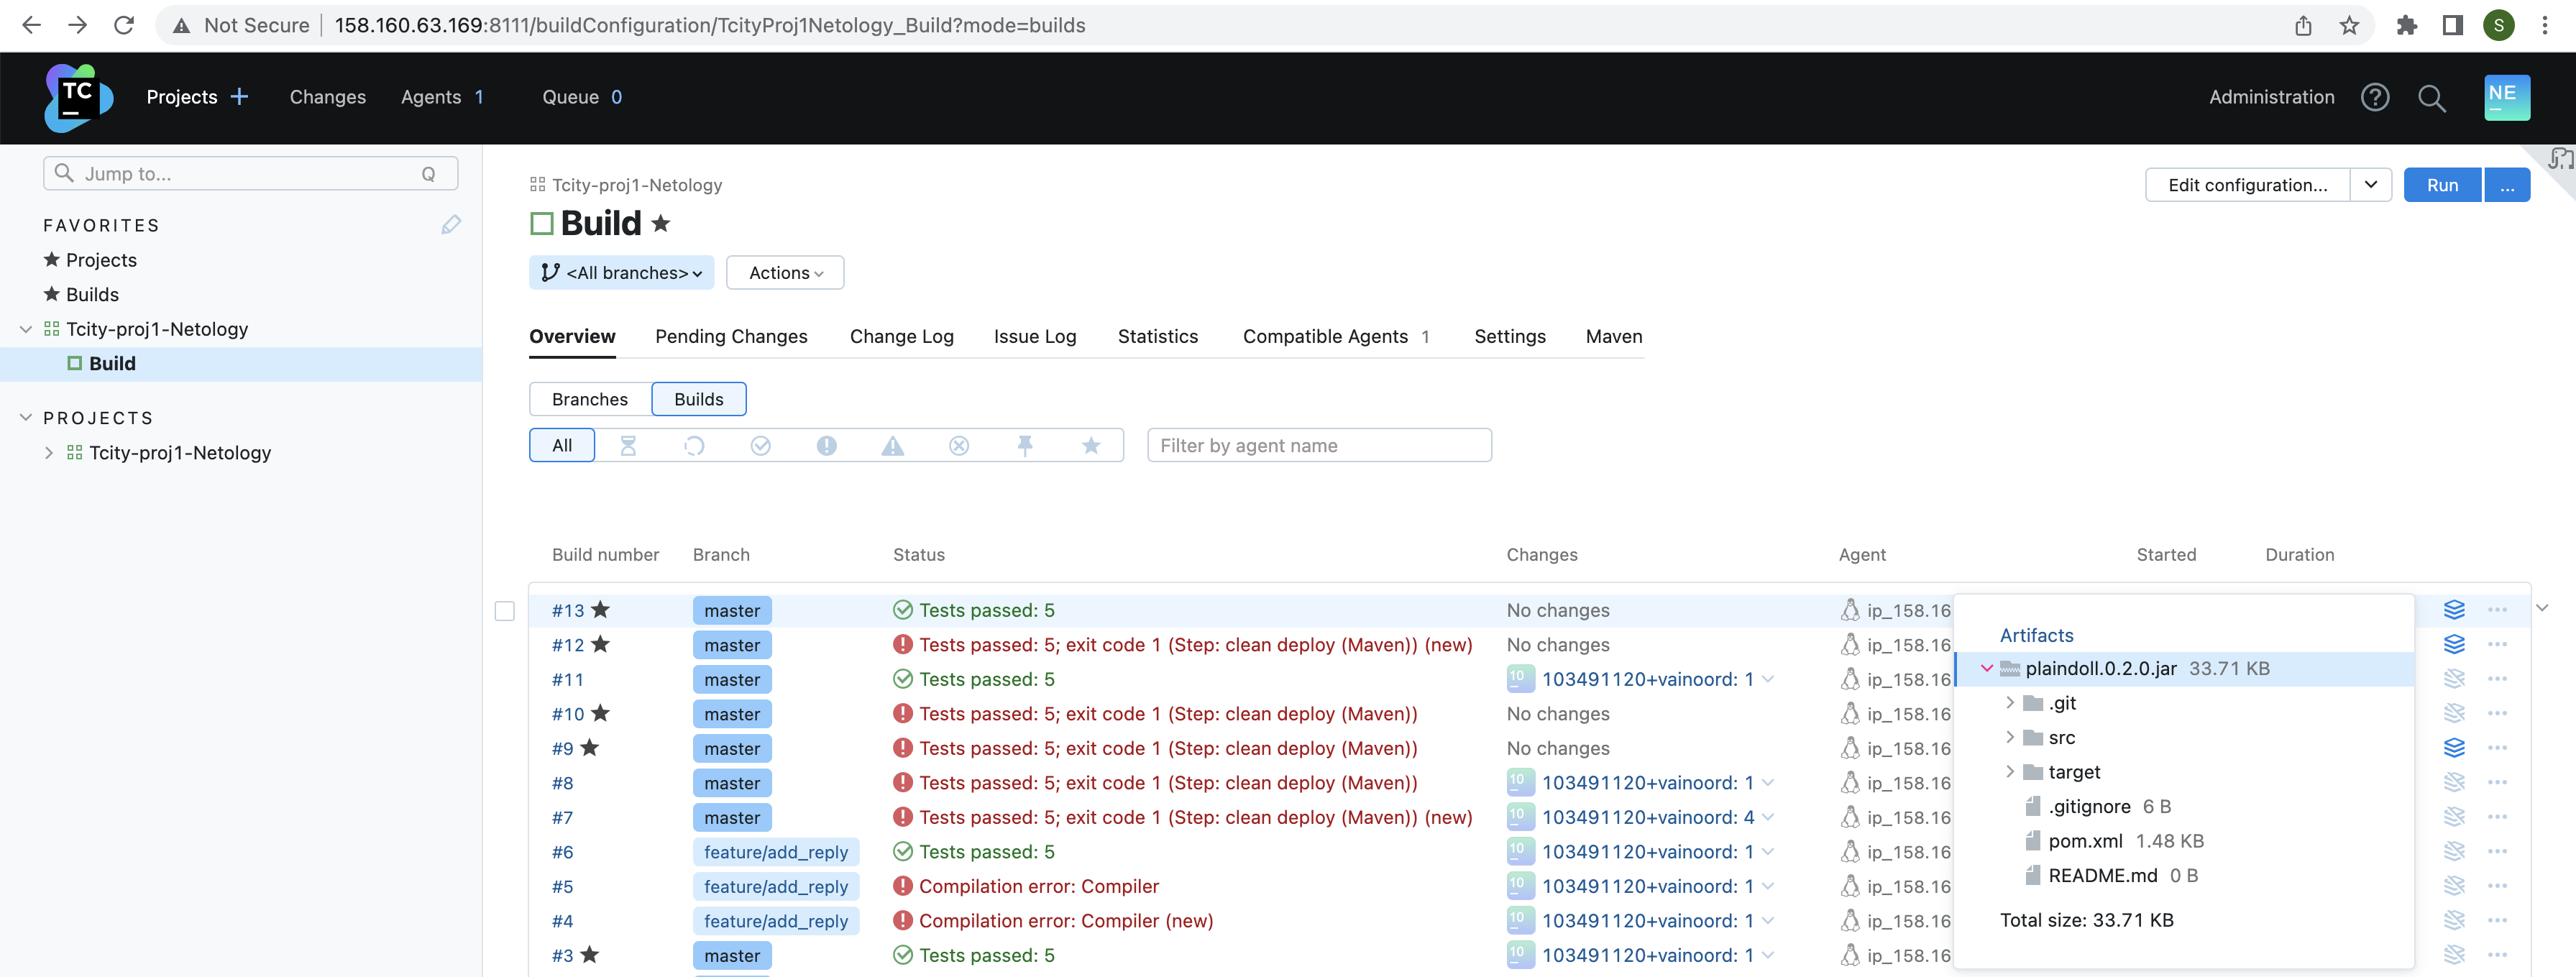 Not Secure 158.160.63.169:8111/buildConfiguration/TcityProj1Netology_Build?mode=builds S
TC Projects Changes Agents 1 Queue 0 Administration NE
Jump to... Q
FAVORITES
Projects
Builds
Tcity-proj1-Netology
Build
PROJECTS
Tcity-proj1-Netology
Tcity-proj1-Netology
Edit configuration... Run ...
Build
<All branches> Actions
Overview Pending Changes Change Log Issue Log Statistics Compatible Agents 1 Settings Maven
Branches Builds
All Filter by agent name
Build number Branch Status Changes Agent Started Duration
#13 master Tests passed: 5 No changes ip_158.16
#12 master Tests passed: 5; exit code 1 (Step: clean deploy (Maven)) (new) No changes ip_158.16
#11 master Tests passed: 5 10 103491120+vainoord: 1 ip_158.16
#10 master Tests passed: 5; exit code 1 (Step: clean deploy (Maven)) No changes ip_158.16
#9 master Tests passed: 5; exit code 1 (Step: clean deploy (Maven)) No changes ip_158.16
#8 master Tests passed: 5; exit code 1 (Step: clean deploy (Maven)) 10 103491120+vainoord: 1 ip_158.16
#7 master Tests passed: 5; exit code 1 (Step: clean deploy (Maven)) (new) 10 103491120+vainoord: 4 ip_158.16
#6 feature/add_reply Tests passed: 5 10 103491120+vainoord: 1 ip_158.16
#5 feature/add_reply Compilation error: Compiler 10 103491120+vainoord: 1 ip_158.16
#4 feature/add_reply Compilation error: Compiler (new) 10 103491120+vainoord: 1 ip_158.16
#3 master Tests passed: 5 10 103491120+vainoord: 1 ip_158.16
Artifacts
plaindoll.0.2.0.jar 33.71 KB
.git
src
target
.gitignore 6 B
pom.xml 1.48 KB
README.md 0 B
Total size: 33.71 KB